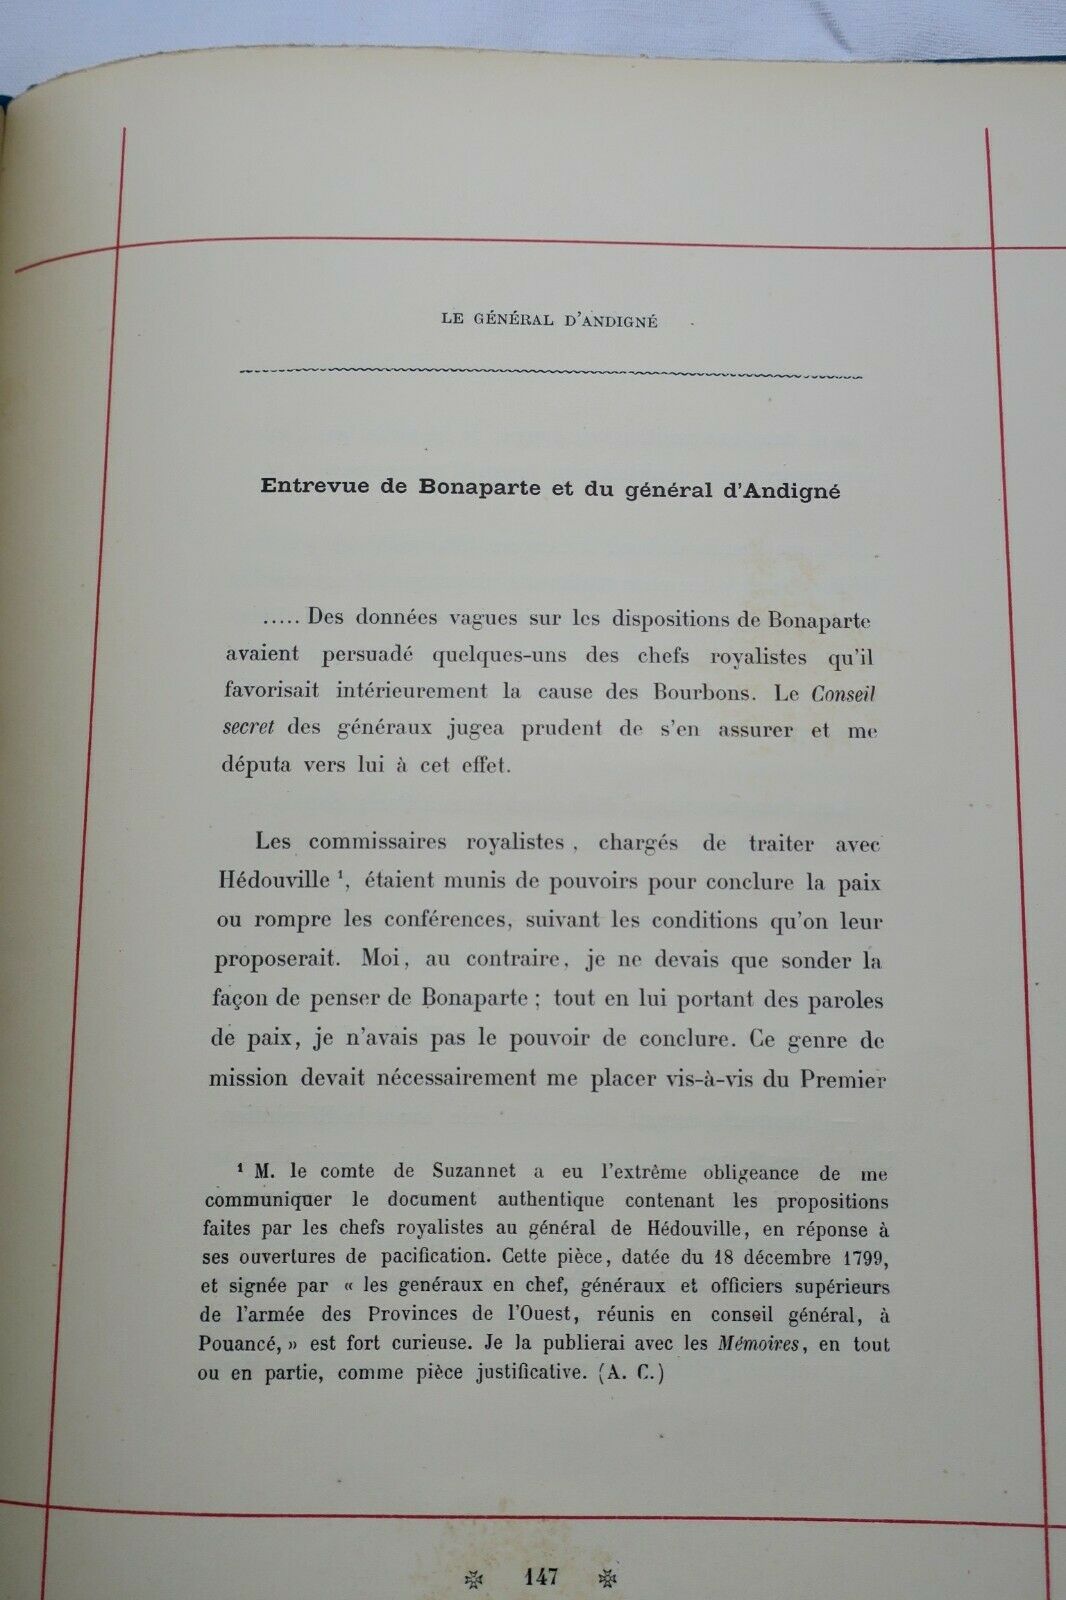 LE GÉNÉRAL D'ANDIGNÉ
Entrevue de Bonaparte et du général d'Andigné
..... Des données vagues sur les dispositions de Bonaparte
avaient persuadé quelques-uns des chefs royalistes qu'il
favorisait intérieurement la cause des Bourbons. Le Conseil
secret des généraux jugea prudent de s'en assurer et me
députa vers lui à cet effet.
Les commissaires royalistes, chargés de traiter avec
Hédouville ¹, étaient munis de pouvoirs pour conclure la paix
ou rompre les conférences, suivant les conditions qu'on leur
proposerait. Moi, au contraire, je ne devais que sonder la
façon de penser de Bonaparte ; tout en lui portant des paroles
de paix, je n'avais pas le pouvoir de conclure. Ce genre de
mission devait nécessairement me placer vis-à-vis du Premier
¹ M. le comte de Suzannet a eu l'extrême obligeance de me
communiquer le document authentique contenant les propositions
faites par les chefs royalistes au général de Hédouville, en réponse à
ses ouvertures de pacification. Cette pièce, datée du 18 décembre 1799,
et signée par « les genéraux en chef, généraux et officiers supérieurs
de l'armée des Provinces de l'Ouest, réunis en conseil général, à
Pouancé, » est fort curieuse. Je la publierai avec les Mémoires, en tout
ou en partie, comme pièce justificative. (A. C.)
147